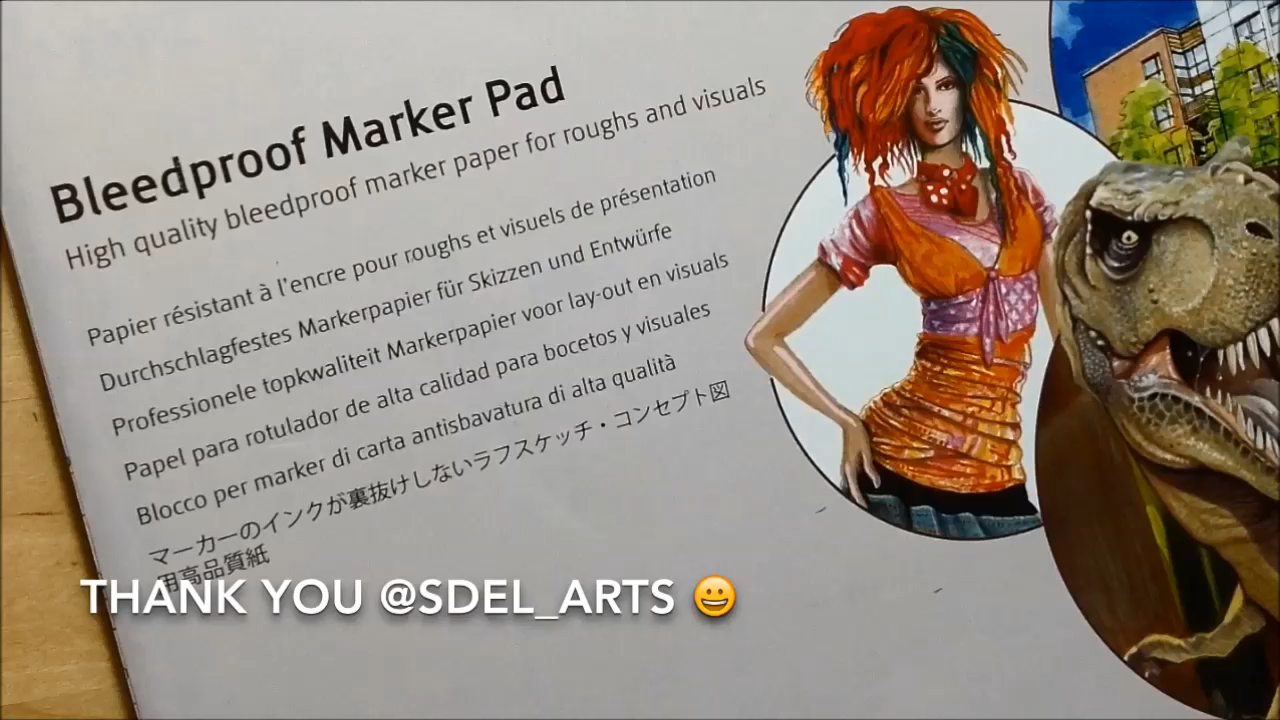 Bleedproof Marker Pad
High quality bleedproof marker paper for roughs and visuals
Papier résistant à l'encre pour roughs et visuels de présentation
Durchschlagfestes Markerpapier für Skizzen und Entwürfe
Professionele topkwaliteit Markerpapier voor lay-out en visuals
Papel para rotulador de alta calidad para bocetos y visuales
Blocco per marker di carta antisbavatura di alta qualità
マーカーのインクが裏抜けしないラフスケッチ・コンセプト図
用高品質紙
THANK YOU @SDEL_ARTS 😀